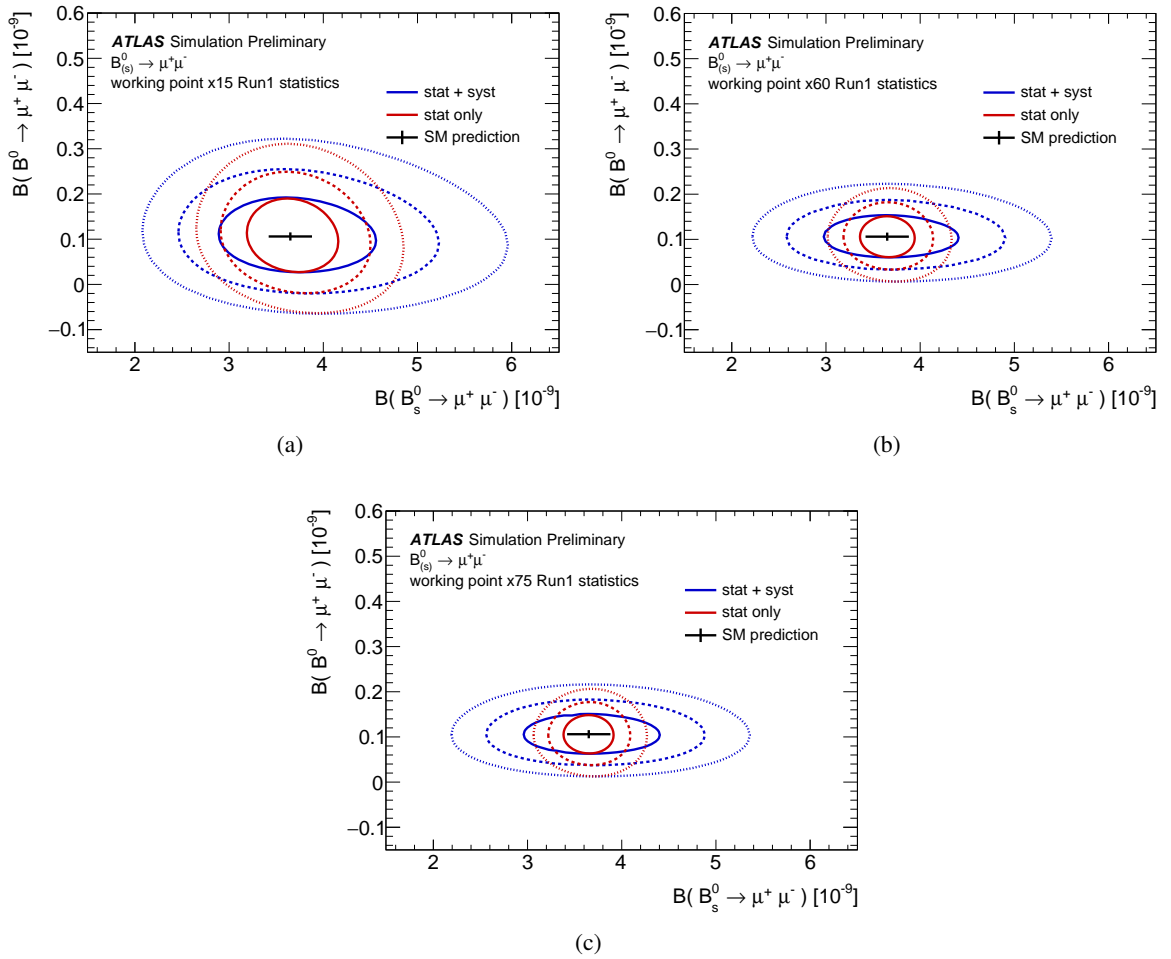 B( B⁰ → μ⁺ μ⁻ ) [10⁻⁹]
ATLAS Simulation Preliminary
B⁰₍ₛ₎ → μ⁺μ⁻
working point x15 Run1 statistics
stat + syst
stat only
SM prediction
0.6
0.5
0.4
0.3
0.2
0.1
0
−0.1
2 3 4 5 6
B( B⁰ₛ → μ⁺ μ⁻ ) [10⁻⁹]
(a)
B( B⁰ → μ⁺ μ⁻ ) [10⁻⁹]
ATLAS Simulation Preliminary
B⁰₍ₛ₎ → μ⁺μ⁻
working point x60 Run1 statistics
stat + syst
stat only
SM prediction
0.6
0.5
0.4
0.3
0.2
0.1
0
−0.1
2 3 4 5 6
B( B⁰ₛ → μ⁺ μ⁻ ) [10⁻⁹]
(b)
B( B⁰ → μ⁺ μ⁻ ) [10⁻⁹]
ATLAS Simulation Preliminary
B⁰₍ₛ₎ → μ⁺μ⁻
working point x75 Run1 statistics
stat + syst
stat only
SM prediction
0.6
0.5
0.4
0.3
0.2
0.1
0
−0.1
2 3 4 5 6
B( B⁰ₛ → μ⁺ μ⁻ ) [10⁻⁹]
(c)